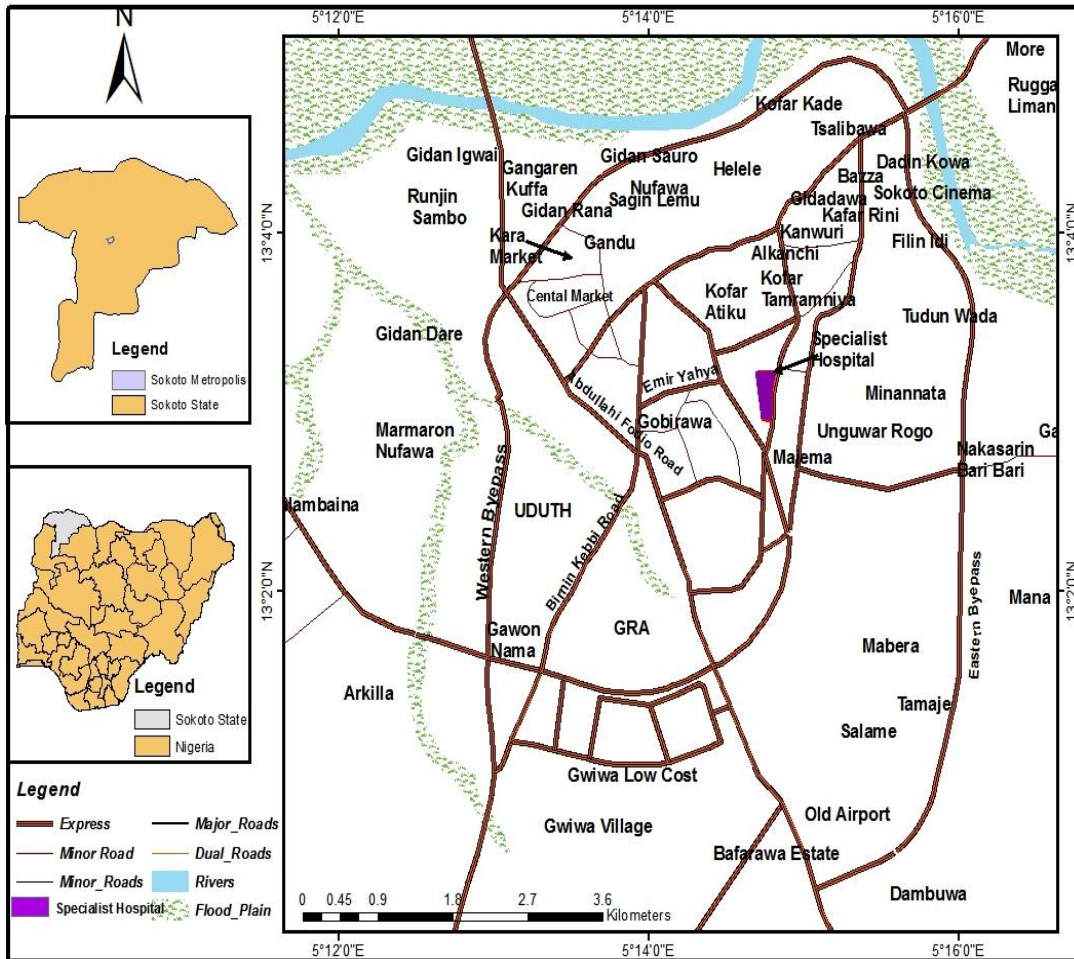 N
5°12'0"E
5°14'0"E
5°16'0"E
13°4'0"N
13°2'0"N
Legend
Sokoto Metropolis
Sokoto State
Legend
Sokoto State
Nigeria
Legend
Express
Major_Roads
Minor Road
Dual_Roads
Minor_Roads
Rivers
Specialist Hospital
Flood_Plain
More
Rugga
Liman
Kofar Kade
Tsalibawa
Gidan Igwai
Gangaren
Kuffa
Gidan Sauro
Helele
Dadin Kowa
Bazza
Runjin
Sambo
Nufawa
Sagin Lemu
Gidan Rana
Gidadawa
Sokoto Cinema
Kafar Rini
Kara
Market
Gandu
Kanwuri
Filin Idi
Alkanchi
Cental Market
Kofar
Atiku
Kofar
Tamramniya
Tudun Wada
Gidan Dare
Specialist
Hospital
Emir Yahya
Abdullahi Fodio Road
Minannata
Marmaron
Nufawa
Gobirawa
Unguwar Rogo
Majema
Nakasarin
Bari Bari
Ga
lambaina
UDUTH
Western Byepass
Birnin Kebbi Road
Mana
Gawon
Nama
GRA
Mabera
Eastern Byepass
Arkilla
Tamaje
Salame
Gwiwa Low Cost
Gwiwa Village
Old Airport
Bafarawa Estate
Dambuwa
0 0.45 0.9 1.8 2.7 3.6
Kilometers
5°12'0"E
5°14'0"E
5°16'0"E
13°4'0"N
13°2'0"N